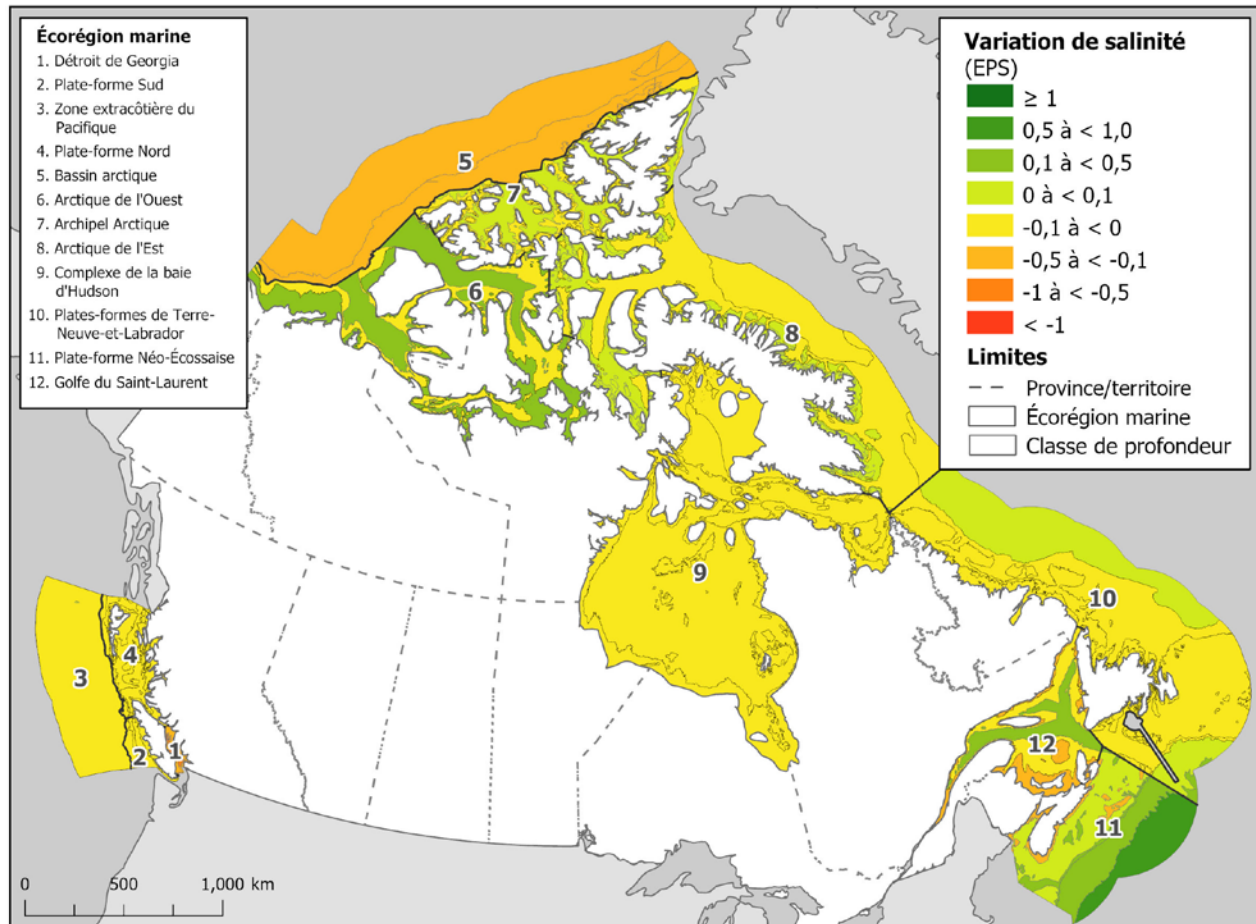 Écorégion marine
1. Détroit de Georgia
2. Plate-forme Sud
3. Zone extracôtière du
Pacifique
4. Plate-forme Nord
5. Bassin arctique
6. Arctique de l'Ouest
7. Archipel Arctique
8. Arctique de l'Est
9. Complexe de la baie
d'Hudson
10. Plates-formes de Terre-
Neuve-et-Labrador
11. Plate-forme Néo-Écossaise
12. Golfe du Saint-Laurent
Variation de salinité
(EPS)
≥ 1
0,5 à < 1,0
0,1 à < 0,5
0 à < 0,1
-0,1 à < 0
-0,5 à < -0,1
-1 à < -0,5
< -1
Limites
Province/territoire
Écorégion marine
Classe de profondeur
5
7
6
8
9
10
4
3
2
1
12
11
0 500 1,000 km